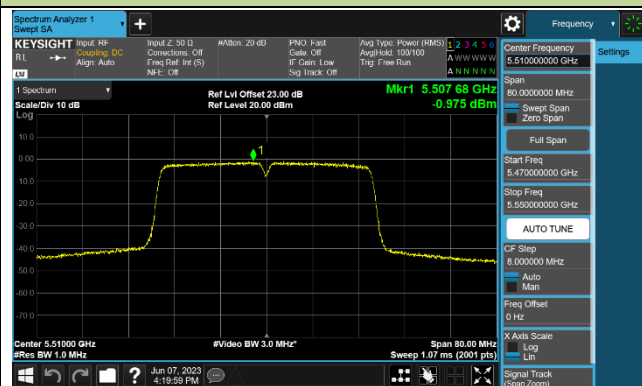 Spectrum Analyzer 1
Swept SA
Frequency
KEYSIGHT
Input: RF
Input Z: 50 Ω
#Atten: 20 dB
PNO: Fast
Avg Type: Power (RMS)
1 2 3 4 5 6
RL
Coupling: DC
Corrections: Off
Gate: Off
Avg|Hold: 100/100
A W W W W W
Align: Auto
Freq Ref: Int (S)
IF Gain: Low
Trig: Free Run
NFE: Off
Sig Track: Off
A N N N N N
LXI
1 Spectrum
Scale/Div 10 dB
Ref Lvl Offset 23.00 dB
Ref Level 20.00 dBm
Mkr1 5.507 68 GHz
-0.975 dBm
Log
10.0
0.00
-10.0
-20.0
-30.0
-40.0
-50.0
-60.0
-70.0
1
Center 5.51000 GHz
#Res BW 1.0 MHz
#Video BW 3.0 MHz*
Span 80.00 MHz
Sweep 1.07 ms (2001 pts)
Center Frequency
5.510000000 GHz
Settings
Span
80.0000000 MHz
Swept Span
Zero Span
Full Span
Start Freq
5.470000000 GHz
Stop Freq
5.550000000 GHz
AUTO TUNE
CF Step
8.000000 MHz
Auto
Man
Freq Offset
0 Hz
X Axis Scale
Log
Lin
Signal Track
(Span Zoom)
Jun 07, 2023
4:19:59 PM